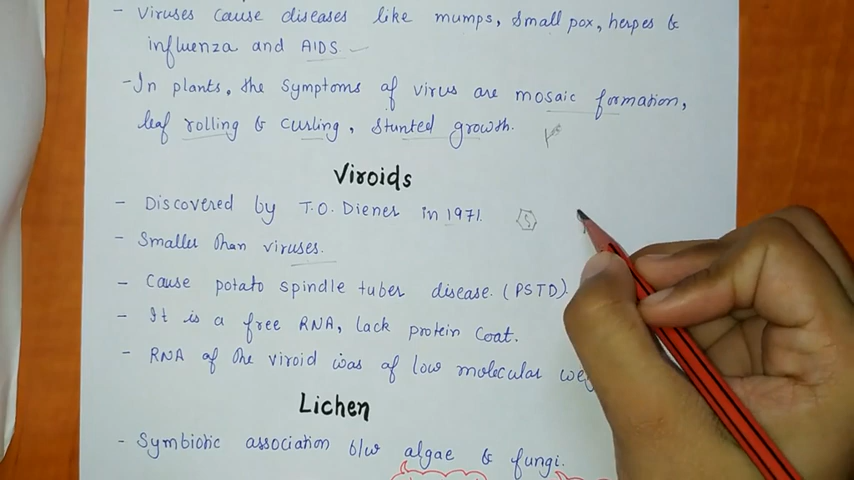 - Viruses cause diseases like mumps, Small pox, herpes &
influenza and AIDS
- In plants, the symptoms of virus are mosaic formation,
leaf rolling & curling, stunted growth.
Viroids
- Discovered by T.O. Diener in 1971.
- Smaller than viruses.
- Cause potato spindle tuber disease. (PSTD)
- It is a free RNA, lack protein coat.
- RNA of the viroid was of low molecular
Lichen
- Symbiotic association b/w algae & fungi.